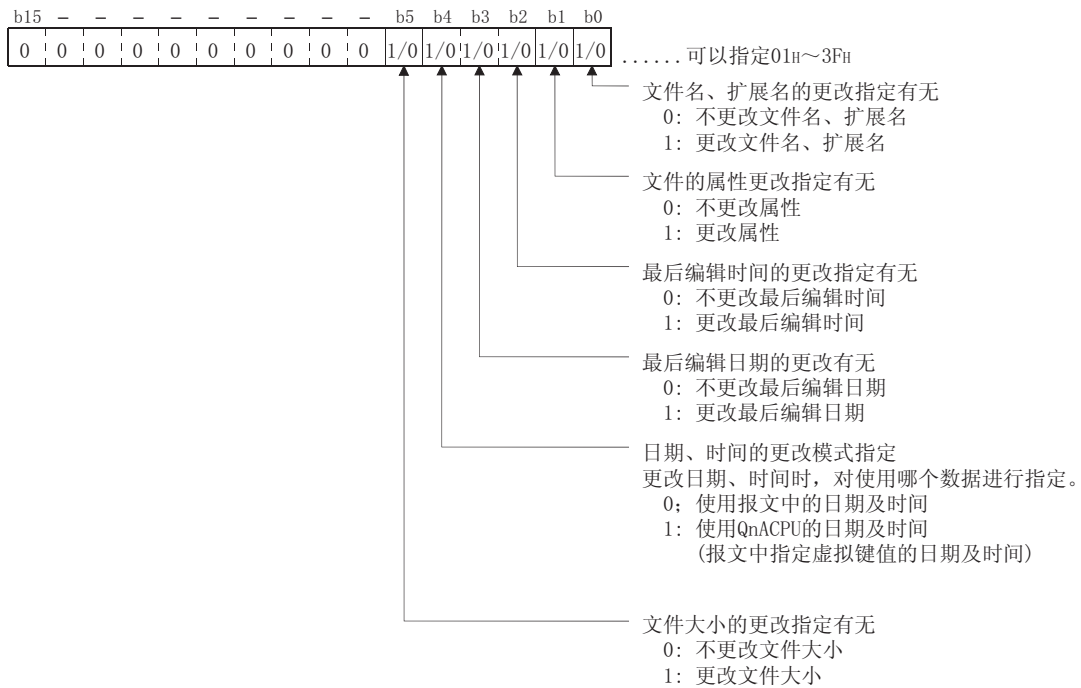 b15 － － － － － － － － － b5 b4 b3 b2 b1 b0
0 0 0 0 0 0 0 0 0 0 1/0 1/0 1/0 1/0 1/0 1/0 ......可以指定01H～3FH
文件名、扩展名的更改指定有无
0: 不更改文件名、扩展名
1: 更改文件名、扩展名
文件的属性更改指定有无
0: 不更改属性
1: 更改属性
最后编辑时间的更改指定有无
0: 不更改最后编辑时间
1: 更改最后编辑时间
最后编辑日期的更改有无
0: 不更改最后编辑日期
1: 更改最后编辑日期
日期、时间的更改模式指定
更改日期、时间时，对使用哪个数据进行指定。
0; 使用报文中的日期及时间
1: 使用QnACPU的日期及时间
(报文中指定虚拟键值的日期及时间)
文件大小的更改指定有无
0: 不更改文件大小
1: 更改文件大小